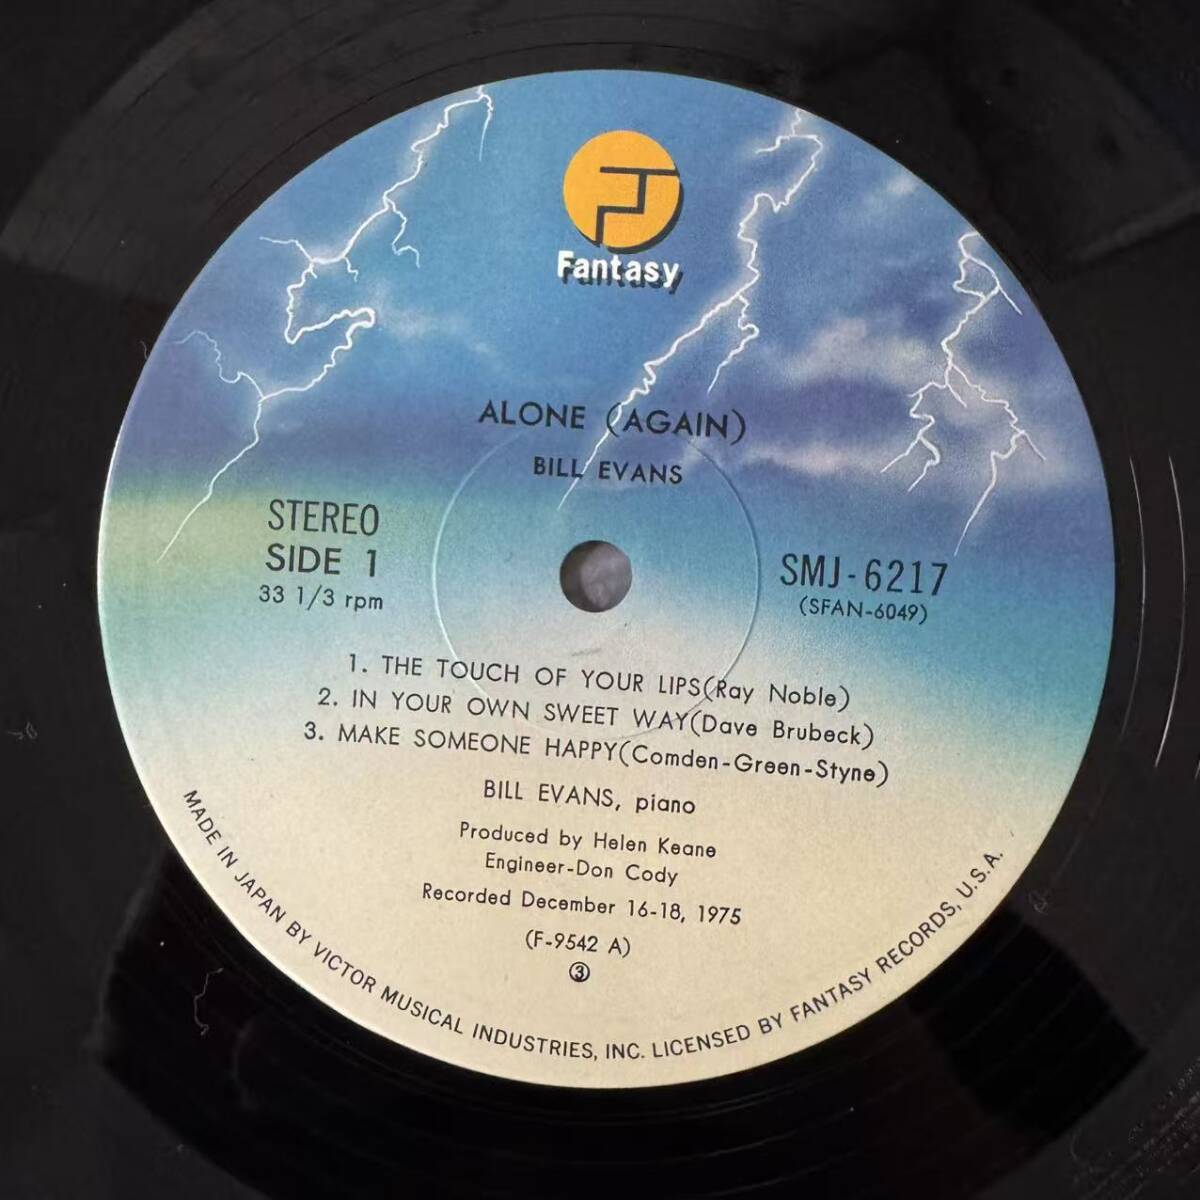 Fantasy
ALONE (AGAIN)
BILL EVANS
STEREO
SIDE 1
33 1/3 rpm
SMJ-6217
(SFAN-6049)
1. THE TOUCH OF YOUR LIPS(Ray Noble)
2. IN YOUR OWN SWEET WAY(Dave Brubeck)
3. MAKE SOMEONE HAPPY(Comden-Green-Styne)
BILL EVANS, piano
Produced by Helen Keane
Engineer-Don Cody
Recorded December 16-18, 1975
(F-9542 A)
③
MADE IN JAPAN BY VICTOR MUSICAL INDUSTRIES, INC. LICENSED BY FANTASY RECORDS, U.S.A.